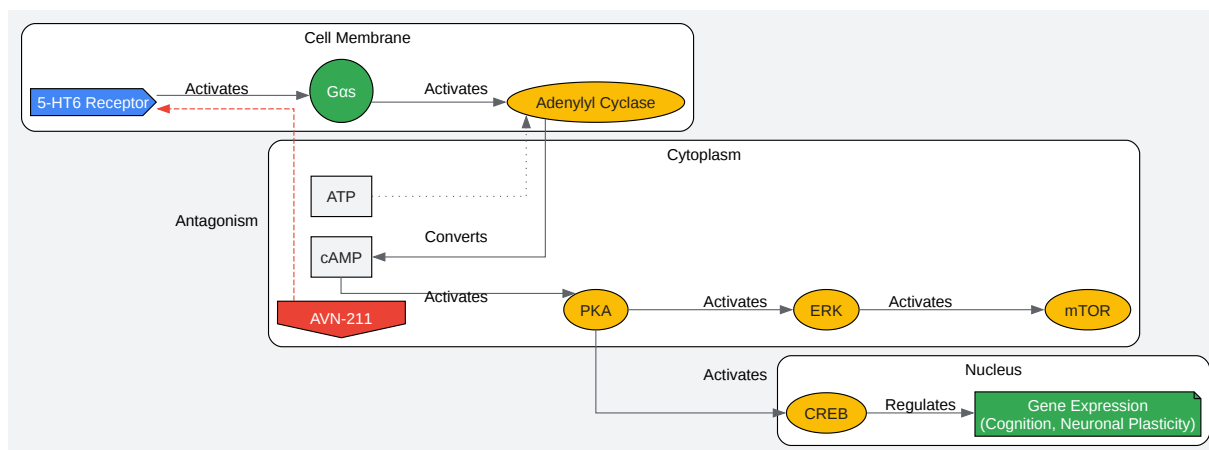 Cell Membrane
5-HT6 Receptor
Activates
Gαs
Activates
Adenylyl Cyclase
Cytoplasm
ATP
Antagonism
cAMP
Converts
Activates
AVN-211
PKA
Activates
ERK
Activates
mTOR
Activates
Nucleus
CREB
Regulates
Gene Expression
(Cognition, Neuronal Plasticity)